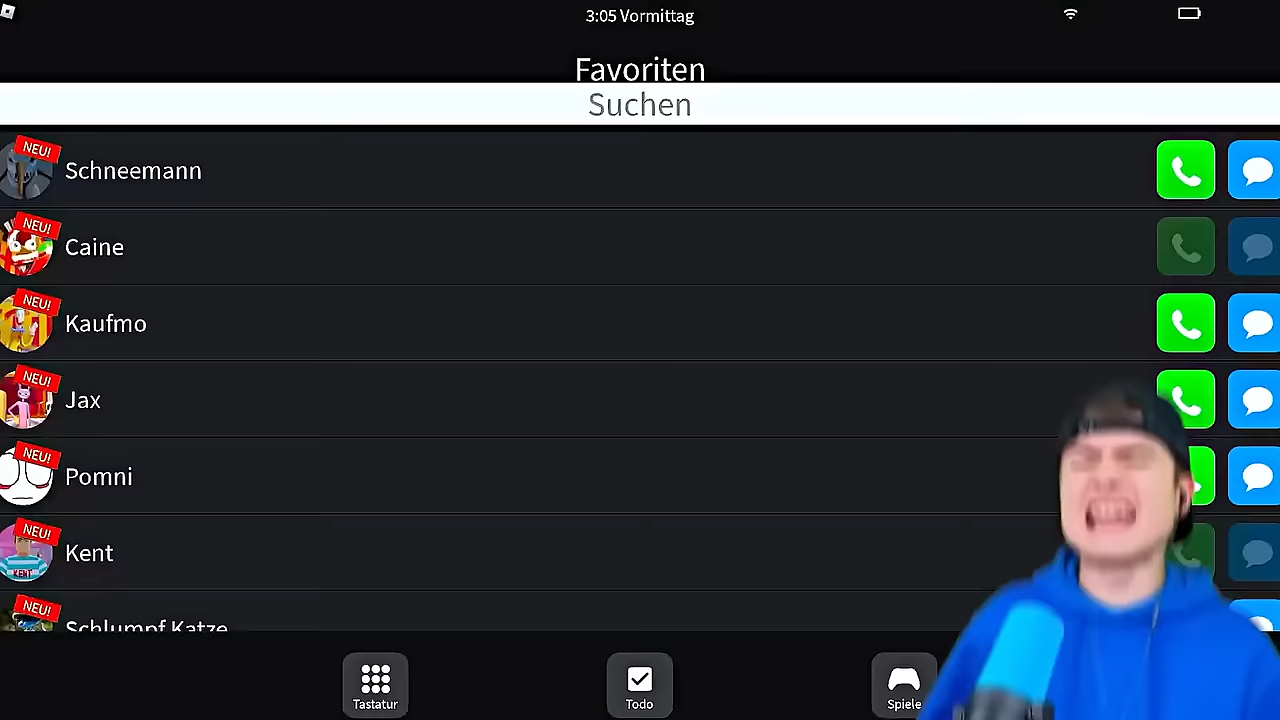 3:05 Vormittag
Favoriten
Suchen
NEU!
Schneemann
NEU!
Caine
NEU!
Kaufmo
NEU!
Jax
NEU!
Pomni
NEU!
Kent
KENT
NEU!
Schlumpf Katze
Tastatur
Todo
Spiele